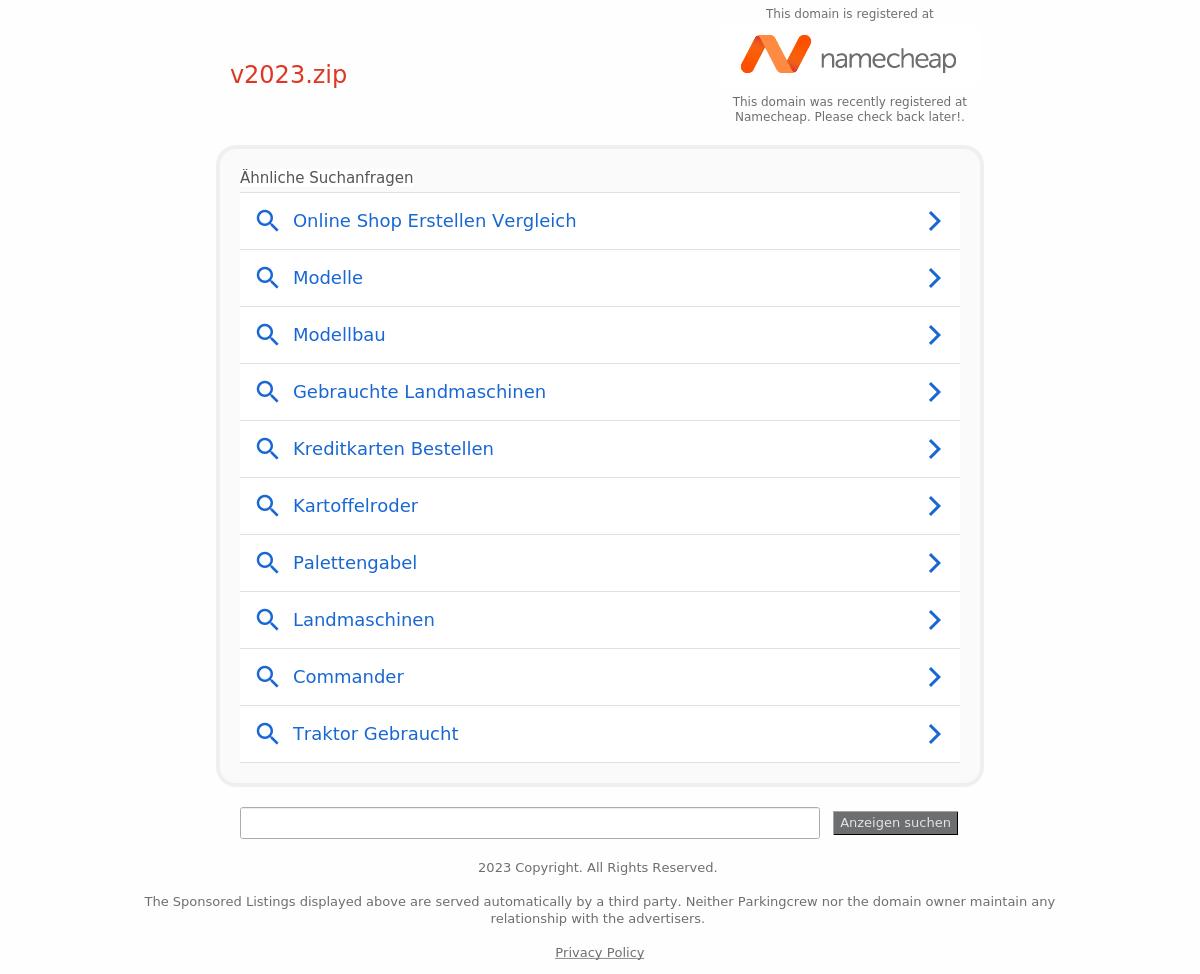 This domain is registered at
v2023.zip
namecheap
This domain was recently registered at
Namecheap. Please check back later!.
Ähnliche Suchanfragen
Online Shop Erstellen Vergleich
Modelle
Modellbau
Gebrauchte Landmaschinen
Kreditkarten Bestellen
Kartoffelroder
Palettengabel
Landmaschinen
Commander
Traktor Gebraucht
Anzeigen suchen
2023 Copyright. All Rights Reserved.
The Sponsored Listings displayed above are served automatically by a third party. Neither Parkingcrew nor the domain owner maintain any
relationship with the advertisers.
Privacy Policy